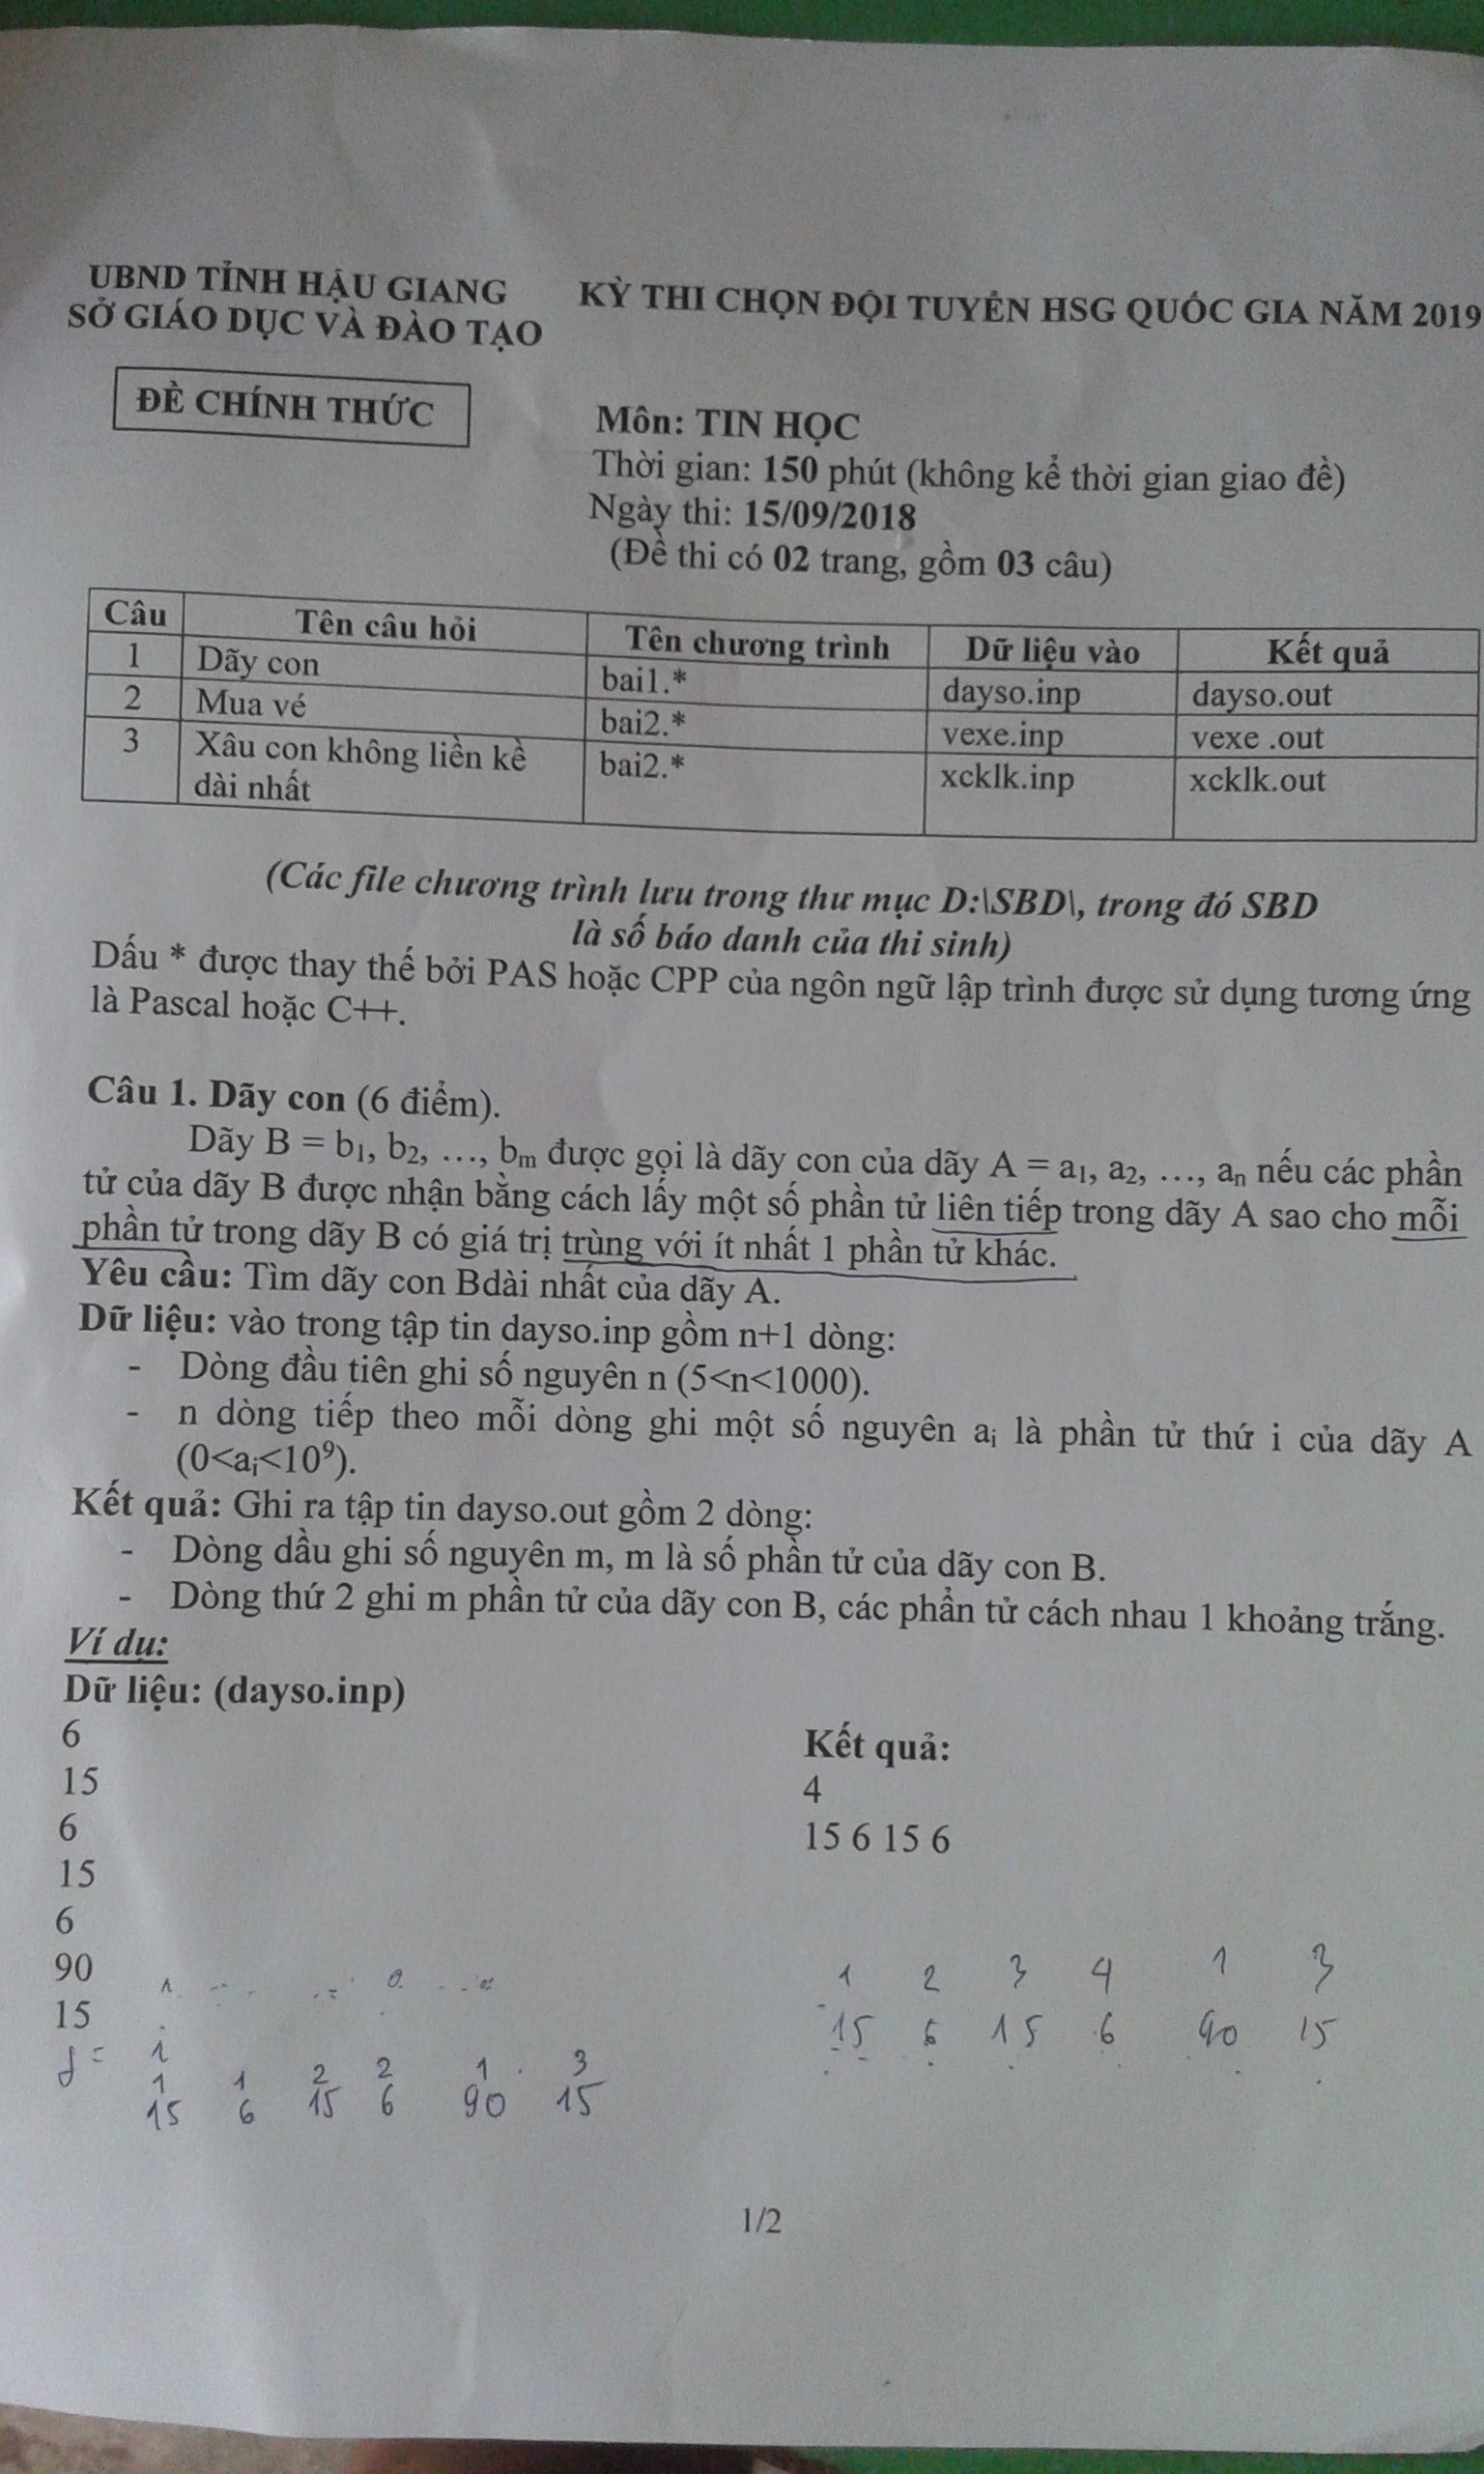 UBND TỈNH HẬU GIANG
SỞ GIÁO DỤC VÀ ĐÀO TẠO
KỲ THI CHỌN ĐỘI TUYỂN HSG QUỐC GIA NĂM 2019
ĐỀ CHÍNH THỨC
Môn: TIN HỌC
Thời gian: 150 phút (không kể thời gian giao đề)
Ngày thi: 15/09/2018
(Đề thi có 02 trang, gồm 03 câu)
Câu Tên câu hỏi Tên chương trình Dữ liệu vào Kết quả
1 Dãy con bai1.* dayso.inp dayso.out
2 Mua vé bai2.* vexe.inp vexe .out
3 Xâu con không liền kề bai2.* xcklk.inp xcklk.out
dài nhất
(Các file chương trình lưu trong thư mục D:\SBD\, trong đó SBD
là số báo danh của thi sinh)
Dấu * được thay thế bởi PAS hoặc CPP của ngôn ngữ lập trình được sử dụng tương ứng
là Pascal hoặc C++.
Câu 1. Dãy con (6 điểm).
Dãy B = b1, b2, …, bm được gọi là dãy con của dãy A = a1, a2, …, an nếu các phần
tử của dãy B được nhận bằng cách lấy một số phần tử liên tiếp trong dãy A sao cho mỗi
phần tử trong dãy B có giá trị trùng với ít nhất 1 phần tử khác.
Yêu cầu: Tìm dãy con Bdài nhất của dãy A.
Dữ liệu: vào trong tập tin dayso.inp gồm n+1 dòng:
- Dòng đầu tiên ghi số nguyên n (5<n<1000).
- n dòng tiếp theo mỗi dòng ghi một số nguyên ai là phần tử thứ i của dãy A
(0<ai<10⁹).
Kết quả: Ghi ra tập tin dayso.out gồm 2 dòng:
- Dòng dầu ghi số nguyên m, m là số phần tử của dãy con B.
- Dòng thứ 2 ghi m phần tử của dãy con B, các phẩn tử cách nhau 1 khoảng trắng.
Ví dụ:
Dữ liệu: (dayso.inp)
6
15
6
15
6
90
15
Kết quả:
4
15 6 15 6
1 2 3 4 1 3
15 6 15 6 90 15
1 1 2 2 1 3
15 6 15 6 90 15
1/2